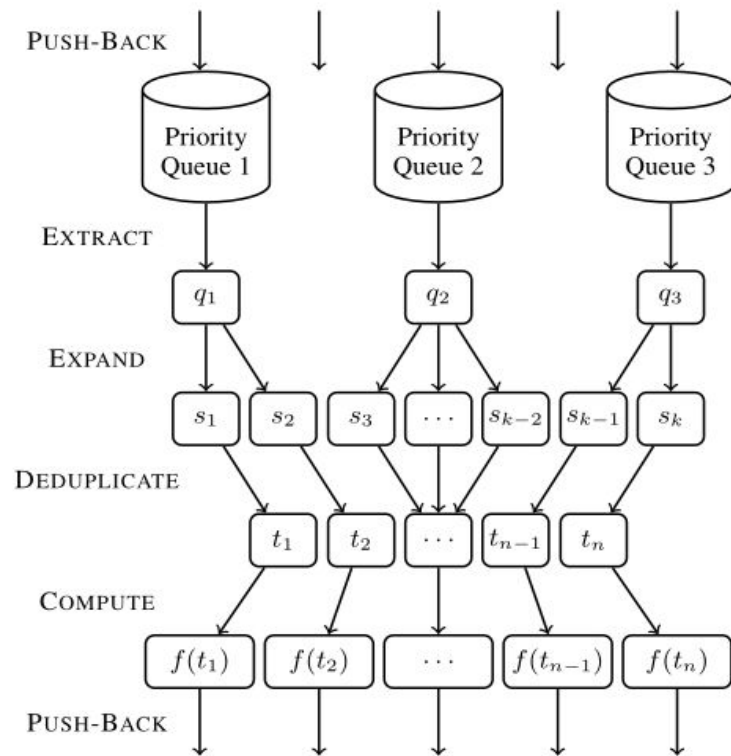 PUSH-BACK
Priority
Queue 1
Priority
Queue 2
Priority
Queue 3
EXTRACT
q₁
q₂
q₃
EXPAND
s₁
s₂
s₃
⋯
sₖ₋₂
sₖ₋₁
sₖ
DEDUPLICATE
t₁
t₂
⋯
tₙ₋₁
tₙ
COMPUTE
f(t₁)
f(t₂)
⋯
f(tₙ₋₁)
f(tₙ)
PUSH-BACK